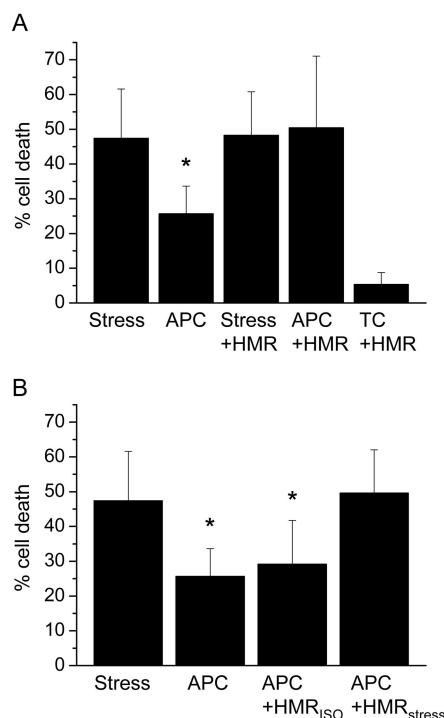 A
% cell death
70
60
50
40
30
20
10
0
*
Stress
APC
Stress
+HMR
APC
+HMR
TC
+HMR
B
% cell death
70
60
50
40
30
20
10
0
*
*
Stress
APC
APC
+HMRISO
APC
+HMRstress